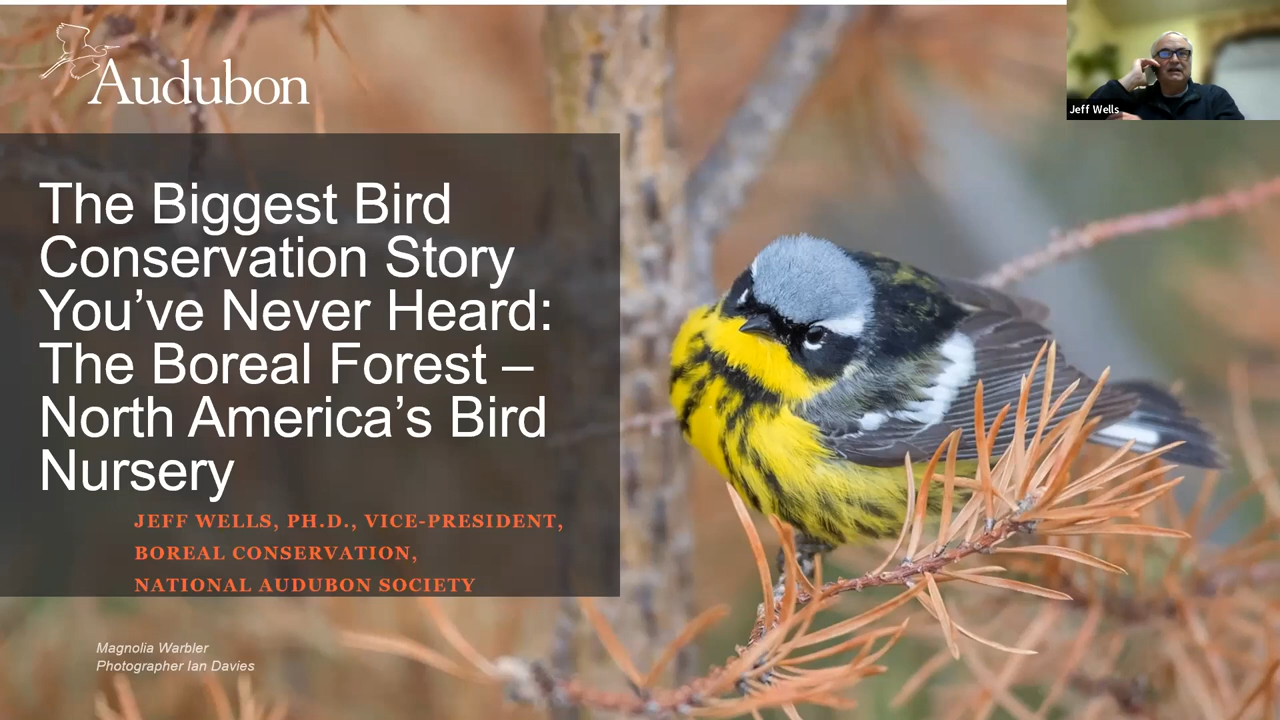 Audubon
Jeff Wells
The Biggest Bird
Conservation Story
You’ve Never Heard:
The Boreal Forest –
North America’s Bird
Nursery
JEFF WELLS, PH.D., VICE-PRESIDENT,
BOREAL CONSERVATION,
NATIONAL AUDUBON SOCIETY
Magnolia Warbler
Photographer Ian Davies